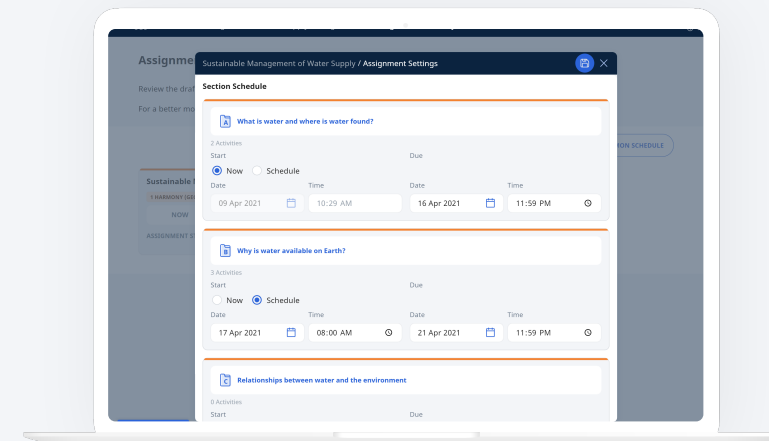 Assignme
Sustainable Management of Water Supply / Assignment Settings
Review the draf
Section Schedule
For a better mo
A What is water and where is water found?
2 Activities
ON SCHEDULE
Start Due
Now Schedule
Date Time Date Time
Sustainable
09 Apr 2021 10:29 AM 16 Apr 2021 11:59 PM
NOW
ASSIGNMENT S
B Why is water available on Earth?
3 Activities
Start Due
Now Schedule
Date Time Date Time
17 Apr 2021 08:00 AM 21 Apr 2021 11:59 PM
C Relationships between water and the environment
0 Activities
Start Due